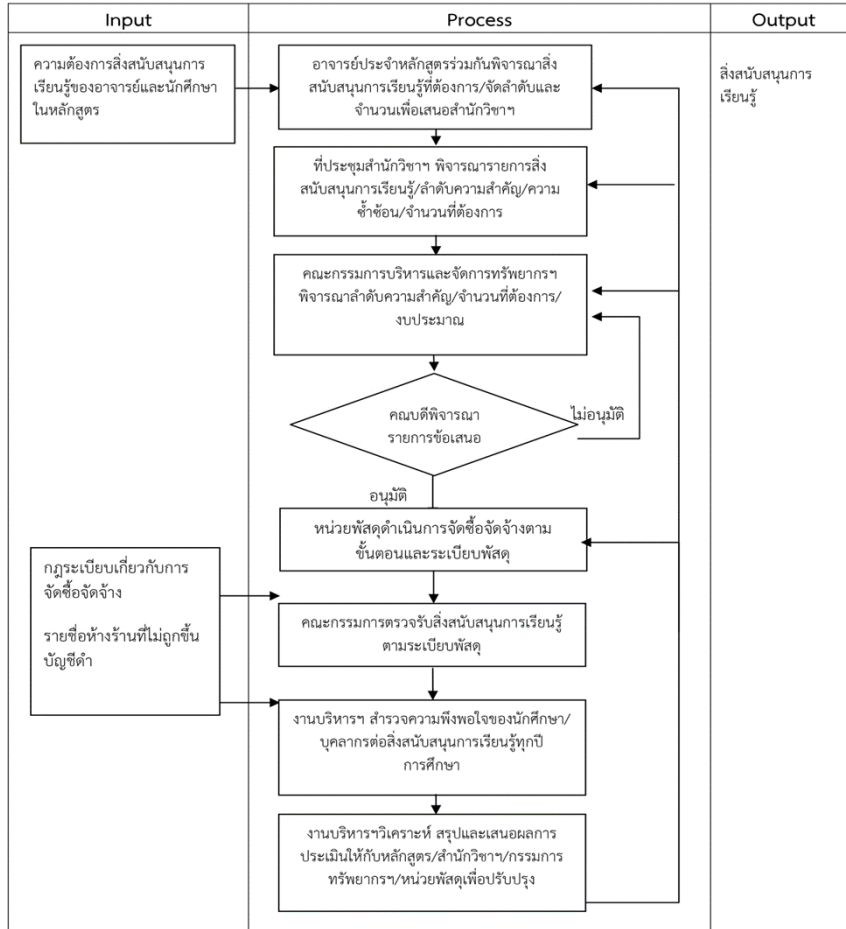 Input
Process
Output
ความต้องการสิ่งสนับสนุนการ
เรียนรู้ของอาจารย์และนักศึกษา
ในหลักสูตร
อาจารย์ประจำหลักสูตรร่วมกันพิจารณาสิ่ง
สนับสนุนการเรียนรู้ที่ต้องการ/จัดลำดับและ
จำนวนเพื่อเสนอสำนักวิชาฯ
สิ่งสนับสนุนการ
เรียนรู้
ที่ประชุมสำนักวิชาฯ พิจารณารายการสิ่ง
สนับสนุนการเรียนรู้/ลำดับความสำคัญ/ความ
ซ้ำซ้อน/จำนวนที่ต้องการ
คณะกรรมการบริหารและจัดการทรัพยากรฯ
พิจารณาลำดับความสำคัญ/จำนวนที่ต้องการ/
งบประมาณ
คณบดีพิจารณา
รายการข้อเสนอ
ไม่อนุมัติ
อนุมัติ
หน่วยพัสดุดำเนินการจัดซื้อจัดจ้างตาม
ขั้นตอนและระเบียบพัสดุ
กฎระเบียบเกี่ยวกับการ
จัดซื้อจัดจ้าง
รายชื่อห้างร้านที่ไม่ถูกขึ้น
บัญชีดำ
คณะกรรมการตรวจรับสิ่งสนับสนุนการเรียนรู้
ตามระเบียบพัสดุ
งานบริหารฯ สำรวจความพึงพอใจของนักศึกษา/
บุคลากรต่อสิ่งสนับสนุนการเรียนรู้ทุกปี
การศึกษา
งานบริหารฯวิเคราะห์ สรุปและเสนอผลการ
ประเมินให้กับหลักสูตร/สำนักวิชาฯ/กรรมการ
ทรัพยากรฯ/หน่วยพัสดุเพื่อปรับปรุง